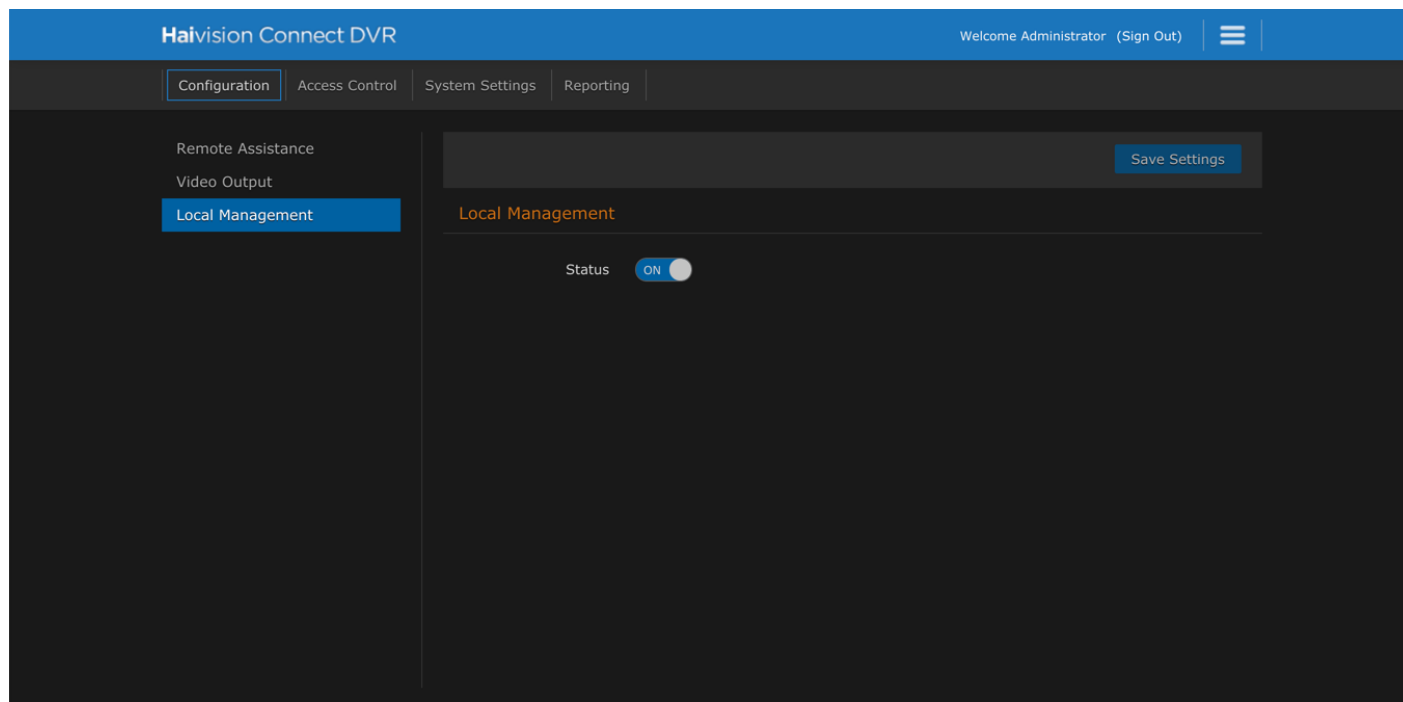 Haivision Connect DVR
Welcome Administrator (Sign Out)
Configuration Access Control System Settings Reporting
Remote Assistance
Video Output
Local Management
Save Settings
Local Management
Status ON